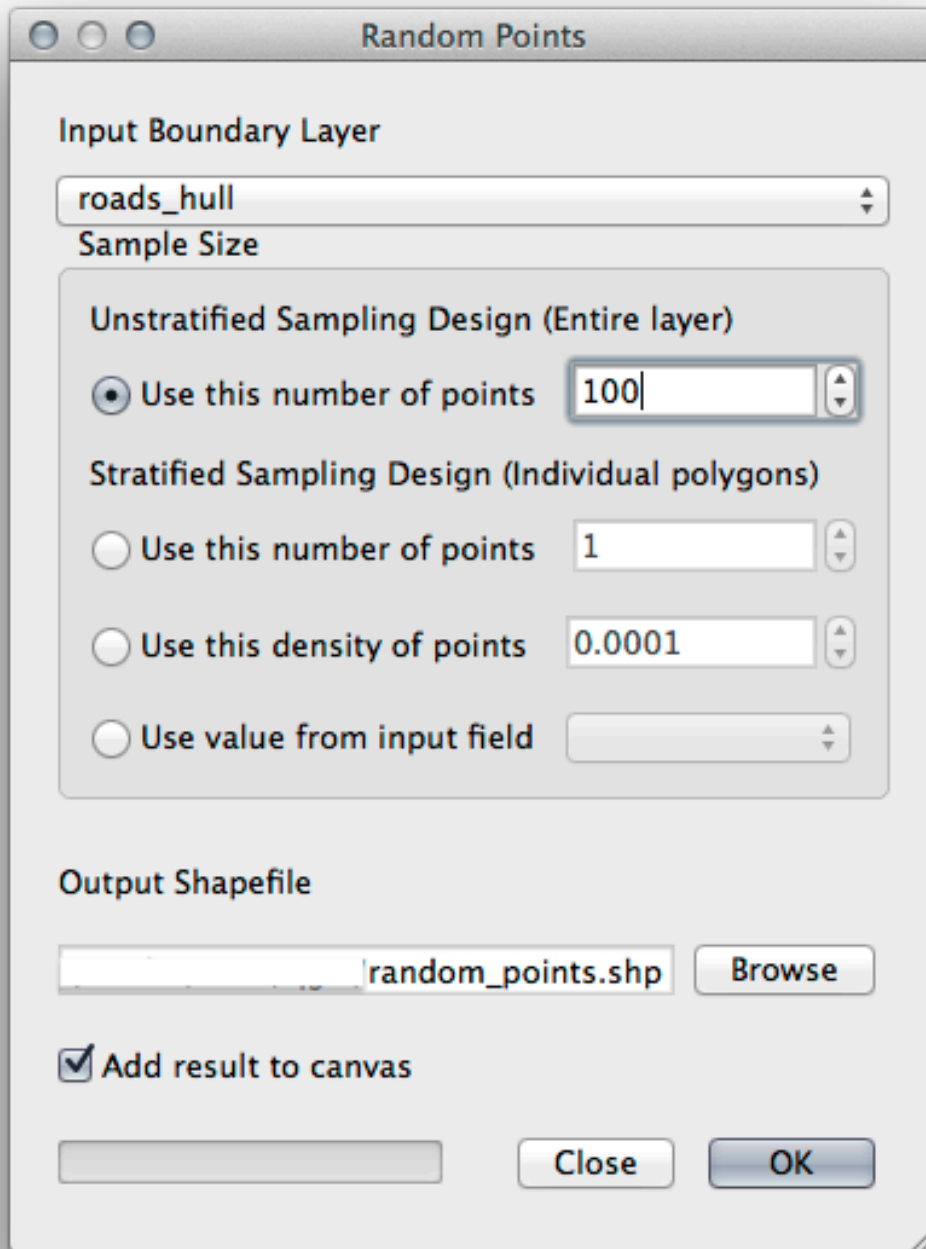 Random Points
Input Boundary Layer
roads_hull
Sample Size
Unstratified Sampling Design (Entire layer)
Use this number of points 100
Stratified Sampling Design (Individual polygons)
Use this number of points 1
Use this density of points 0.0001
Use value from input field
Output Shapefile
/random_points.shp Browse
Add result to canvas
Close OK